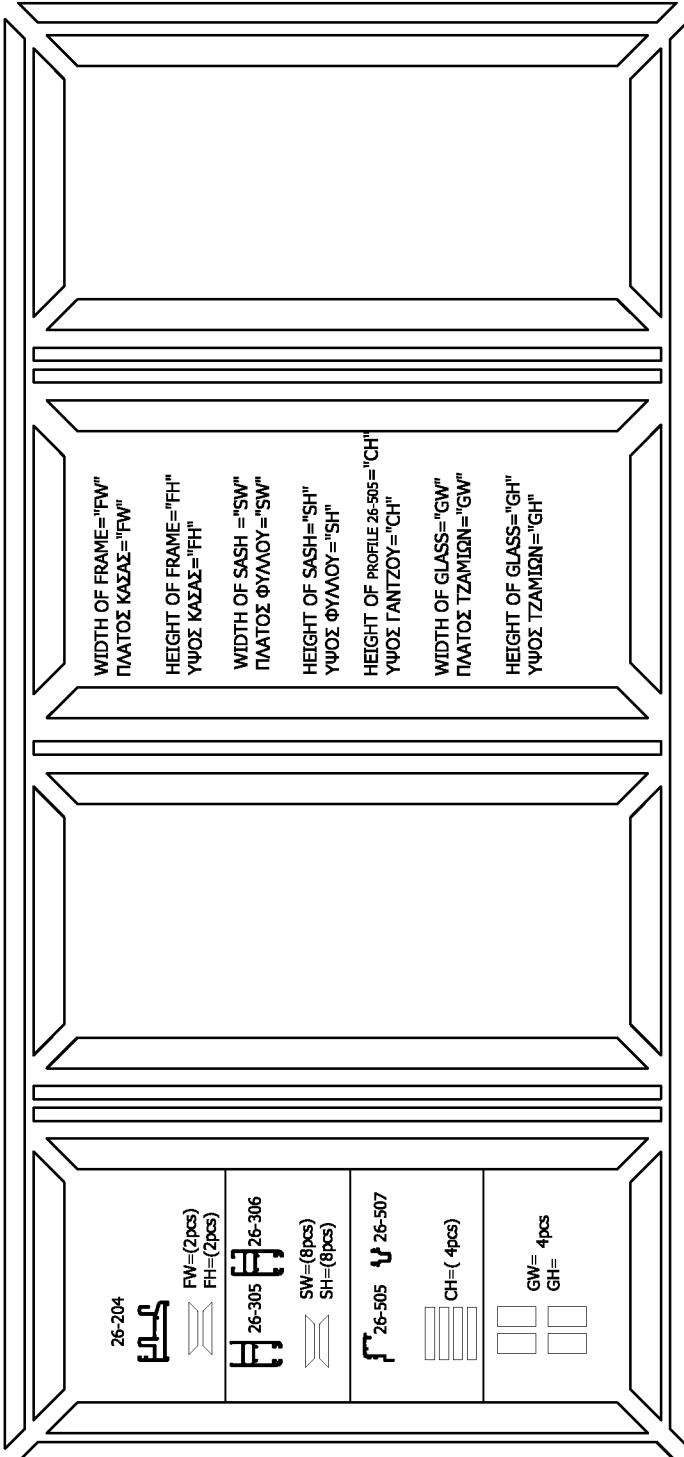 26-204
FW=(2pcs)
FH=(2pcs)
26-305
26-306
SW=(8pcs)
SH=(8pcs)
26-505
26-507
CH=( 4pcs)
GW= 4pcs
GH=
WIDTH OF FRAME="FW"
ΠΛΑΤΟΣ ΚΑΣΑΣ="FW"
HEIGHT OF FRAME="FH"
ΥΨΟΣ ΚΑΣΑΣ="FH"
WIDTH OF SASH ="SW"
ΠΛΑΤΟΣ ΦΥΛΛΟΥ="SW"
HEIGHT OF SASH="SH"
ΥΨΟΣ ΦΥΛΛΟΥ="SH"
HEIGHT OF PROFILE 26-505="CH"
ΥΨΟΣ ΓΑΝΤΖΟΥ="CH"
WIDTH OF GLASS="GW"
ΠΛΑΤΟΣ ΤΖΑΜΙΩΝ="GW"
HEIGHT OF GLASS="GH"
ΥΨΟΣ ΤΖΑΜΙΩΝ="GH"